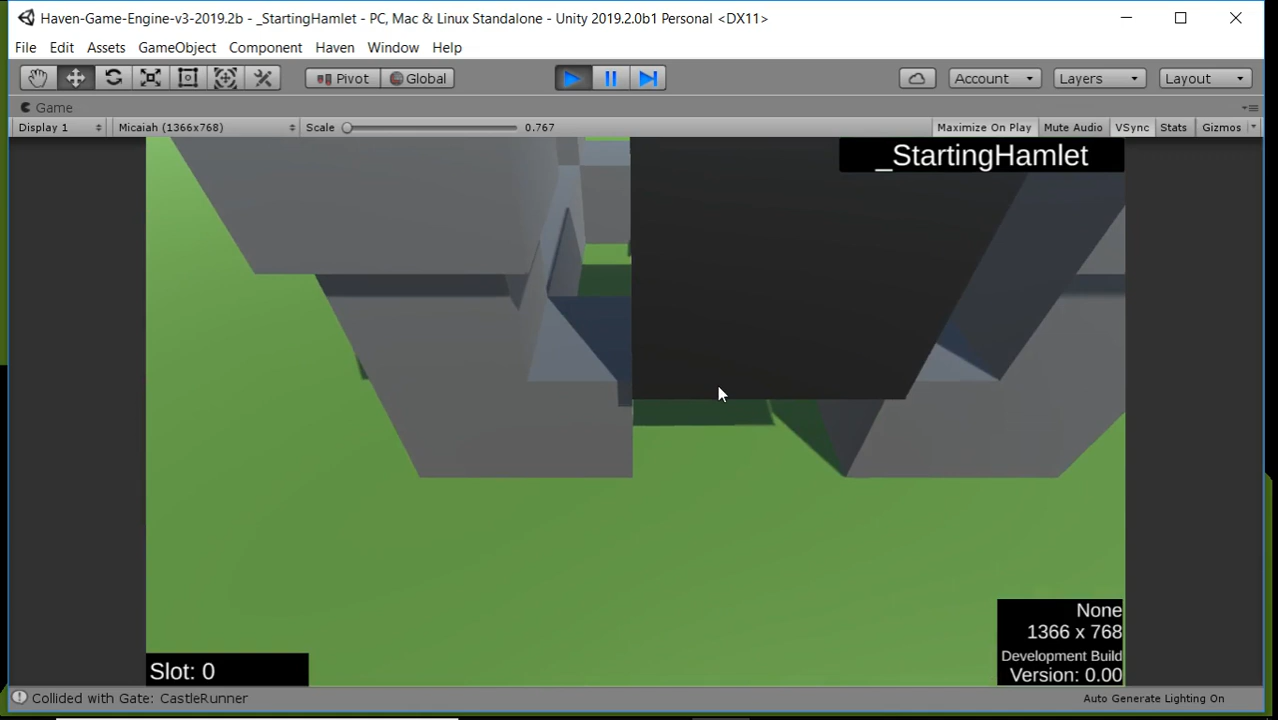 Haven-Game-Engine-v3-2019.2b - _StartingHamlet - PC, Mac & Linux Standalone - Unity 2019.2.0b1 Personal <DX11>
File Edit Assets GameObject Component Haven Window Help
Pivot Global Account Layers Layout
Game
Display 1 Micaiah (1366x768) Scale 0.767 Maximize On Play Mute Audio VSync Stats Gizmos
_StartingHamlet
None
1366 x 768
Development Build
Version: 0.00
Slot: 0
Collided with Gate: CastleRunner Auto Generate Lighting On